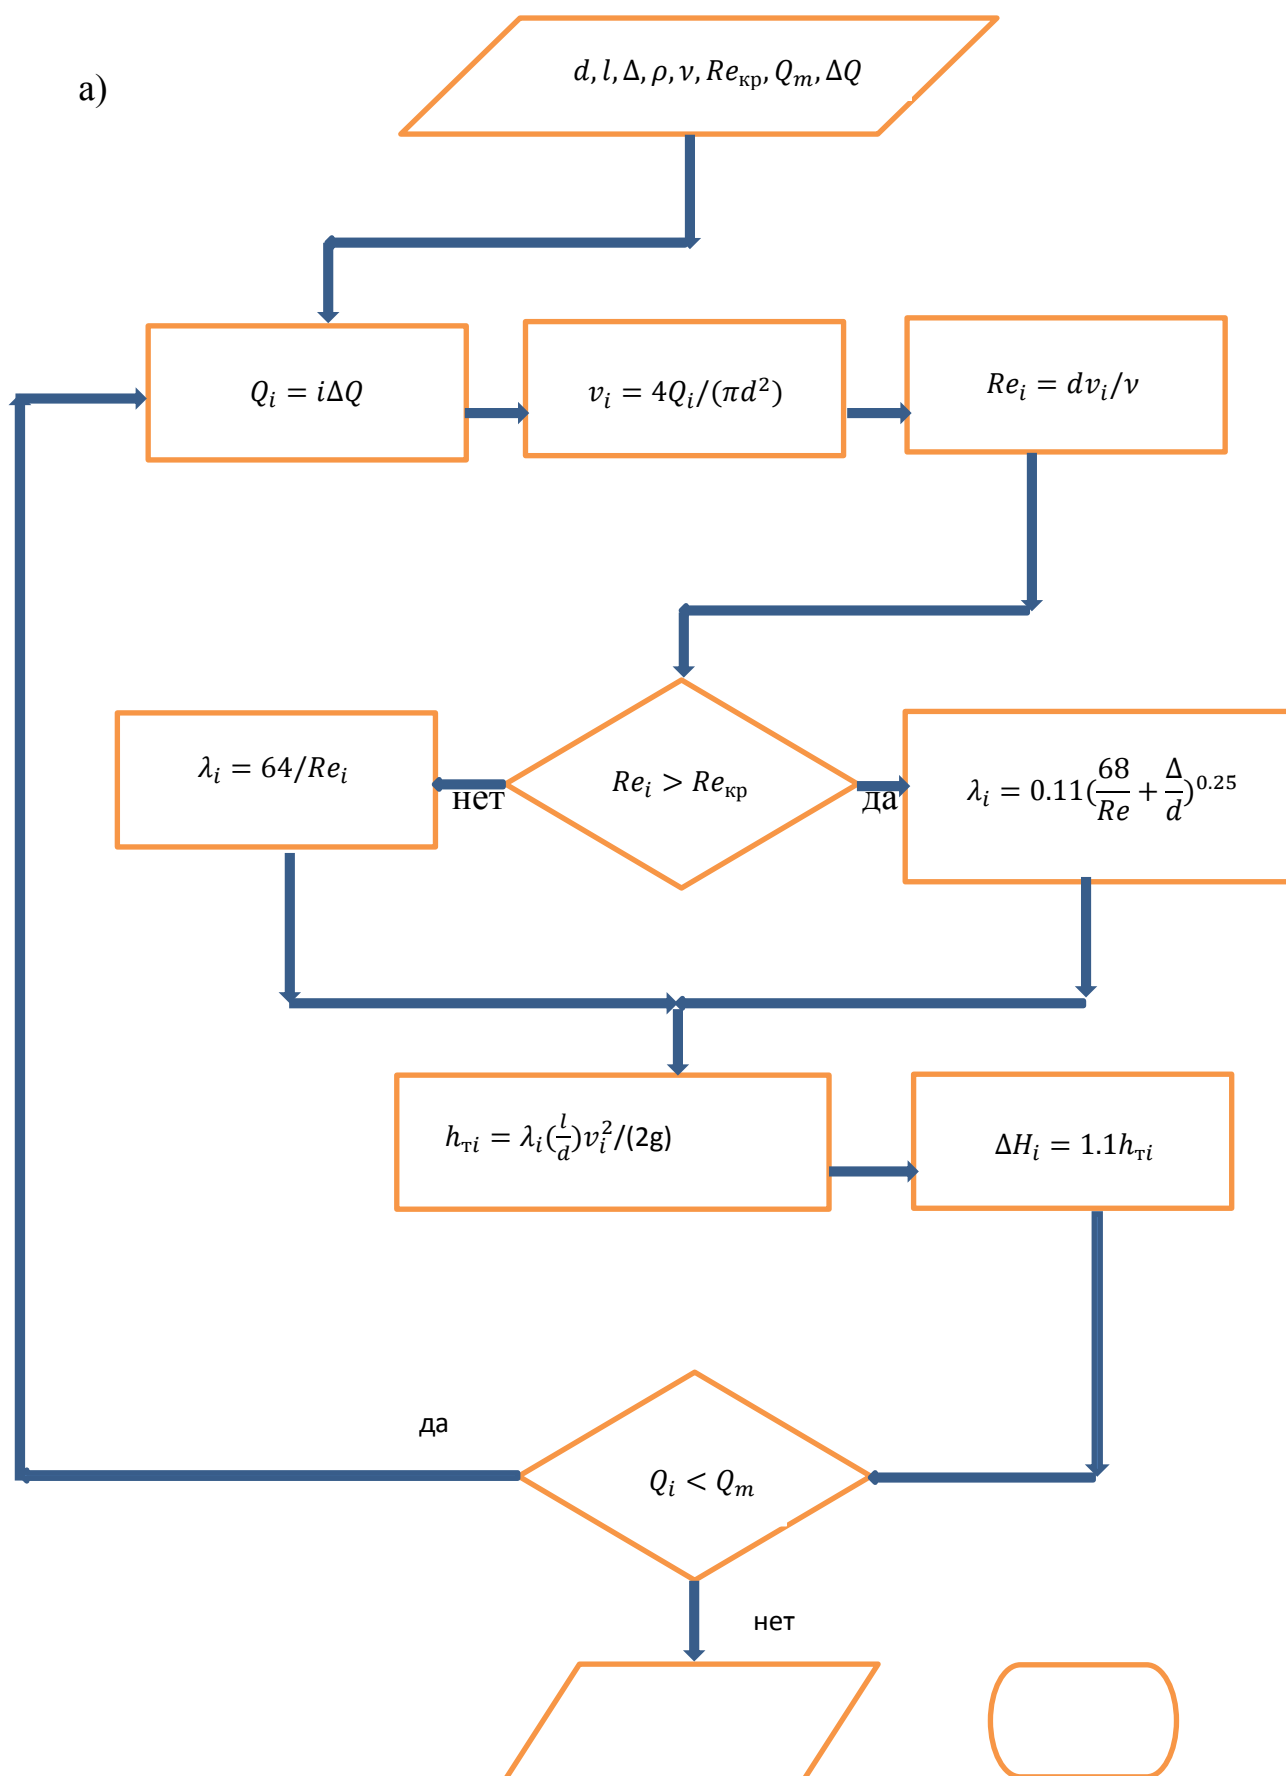 а)
d, l, Δ, ρ, ν, Re_кр, Q_m, ΔQ
Q_i = iΔQ
v_i = 4Q_i/(πd²)
Re_i = dv_i/ν
λ_i = 64/Re_i
нет
Re_i > Re_кр
да
λ_i = 0.11(68/Re + Δ/d)^0.25
h_тi = λ_i(l/d)v_i²/(2g)
ΔH_i = 1.1h_тi
да
Q_i < Q_m
нет